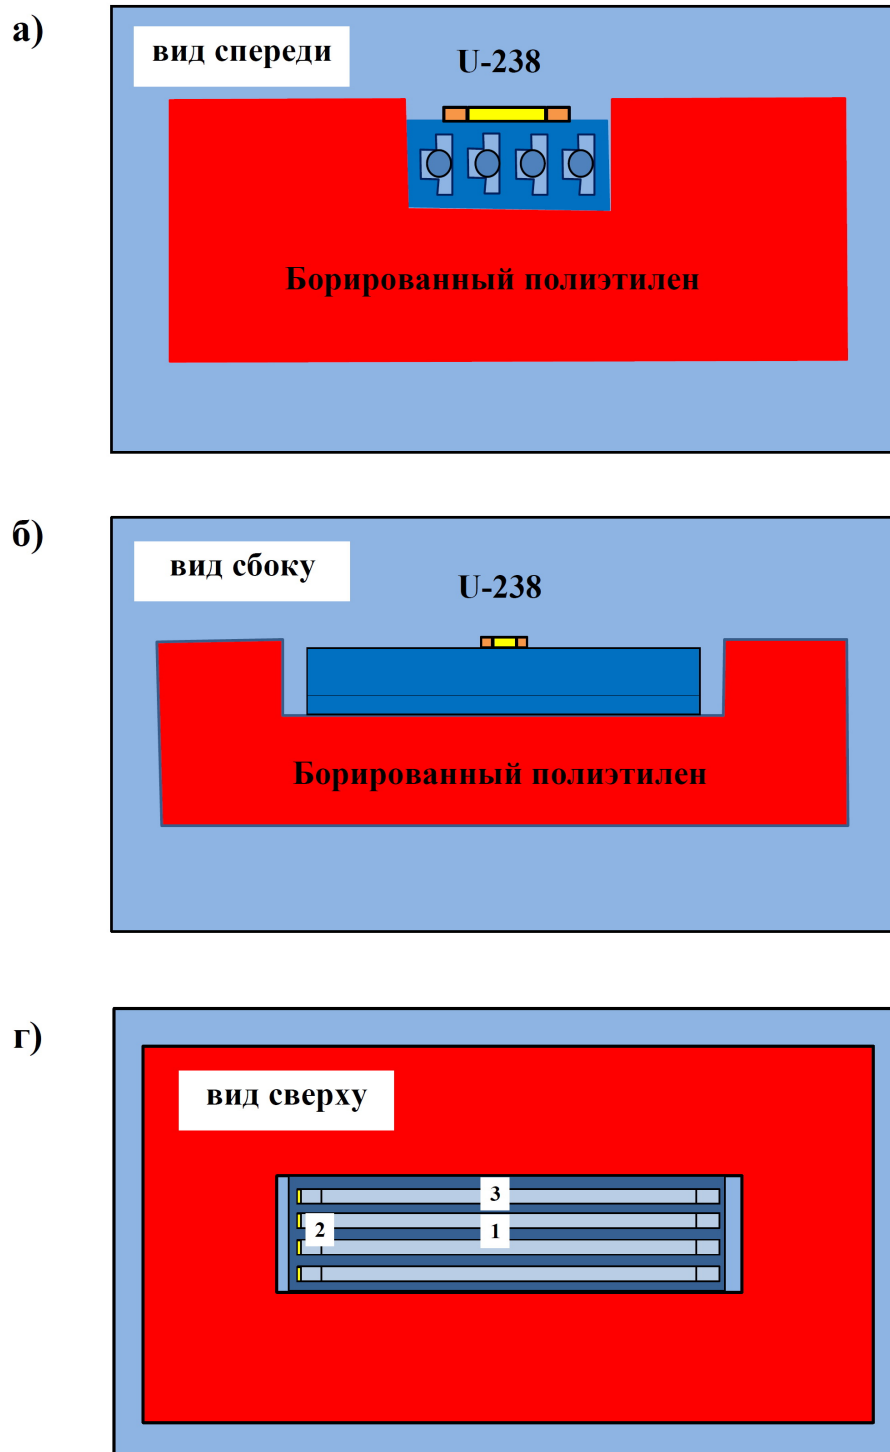 а)
вид спереди
U-238
Борированный полиэтилен
б)
вид сбоку
U-238
Борированный полиэтилен
г)
вид сверху
3
2
1